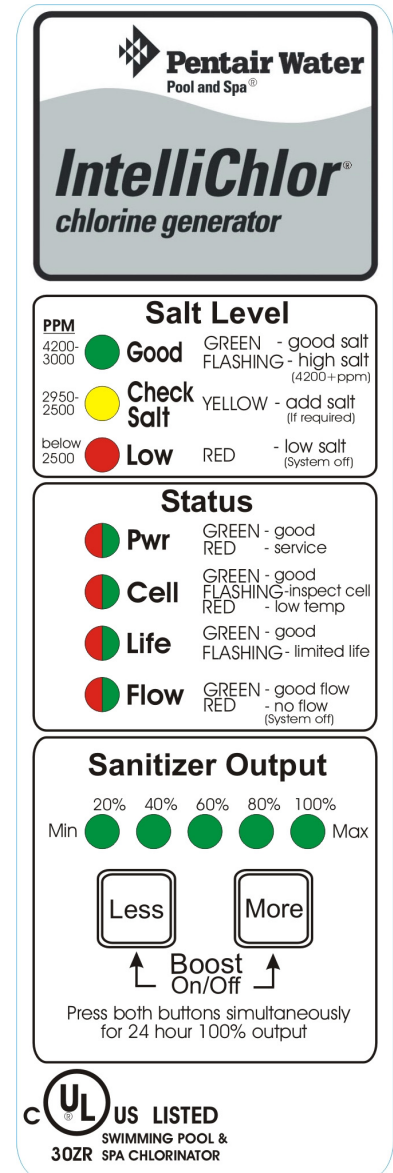 Pentair Water
Pool and Spa®
IntelliChlor®
chlorine generator
Salt Level
PPM
4200-
3000
Good
GREEN - good salt
FLASHING - high salt
(4200+ppm)
2950-
2500
Check
Salt
YELLOW - add salt
(If required)
below
2500
Low
RED - low salt
(System off)
Status
Pwr
GREEN - good
RED - service
Cell
GREEN - good
FLASHING-inspect cell
RED - low temp
Life
GREEN - good
FLASHING - limited life
Flow
GREEN - good flow
RED - no flow
(System off)
Sanitizer Output
20% 40% 60% 80% 100%
Min Max
Less More
Boost
On/Off
Press both buttons simultaneously
for 24 hour 100% output
C UL® US LISTED
30ZR
SWIMMING POOL &
SPA CHLORINATOR